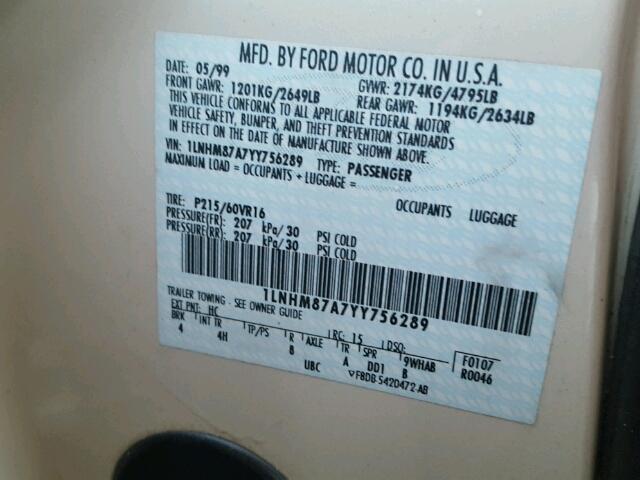 MFD. BY FORD MOTOR CO. IN U.S.A.
DATE: 05/99 GVWR: 2174KG/4795LB
FRONT GAWR: 1201KG/2649LB REAR GAWR: 1194KG/2634LB
THIS VEHICLE CONFORMS TO ALL APPLICABLE FEDERAL MOTOR
VEHICLE SAFETY, BUMPER, AND THEFT PREVENTION STANDARDS
IN EFFECT ON THE DATE OF MANUFACTURE SHOWN ABOVE.
VIN: 1LNHM87A7YY756289 TYPE: PASSENGER
MAXIMUM LOAD = OCCUPANTS + LUGGAGE =
OCCUPANTS LUGGAGE
TIRE: P215/60VR16
PRESSURE(FR): 207 kPa/30 PSI COLD
PRESSURE(RR): 207 kPa/30 PSI COLD
1LNHM87A7YY756289
TRAILER TOWING - SEE OWNER GUIDE
EXT PNT: HC RC: 15 DSO:
BRK INT TR TP/PS R AXLE TR SPR 9WHAB F0107
4 4H B A DD1 B R0046
UBC VF8DB-5420472-AB